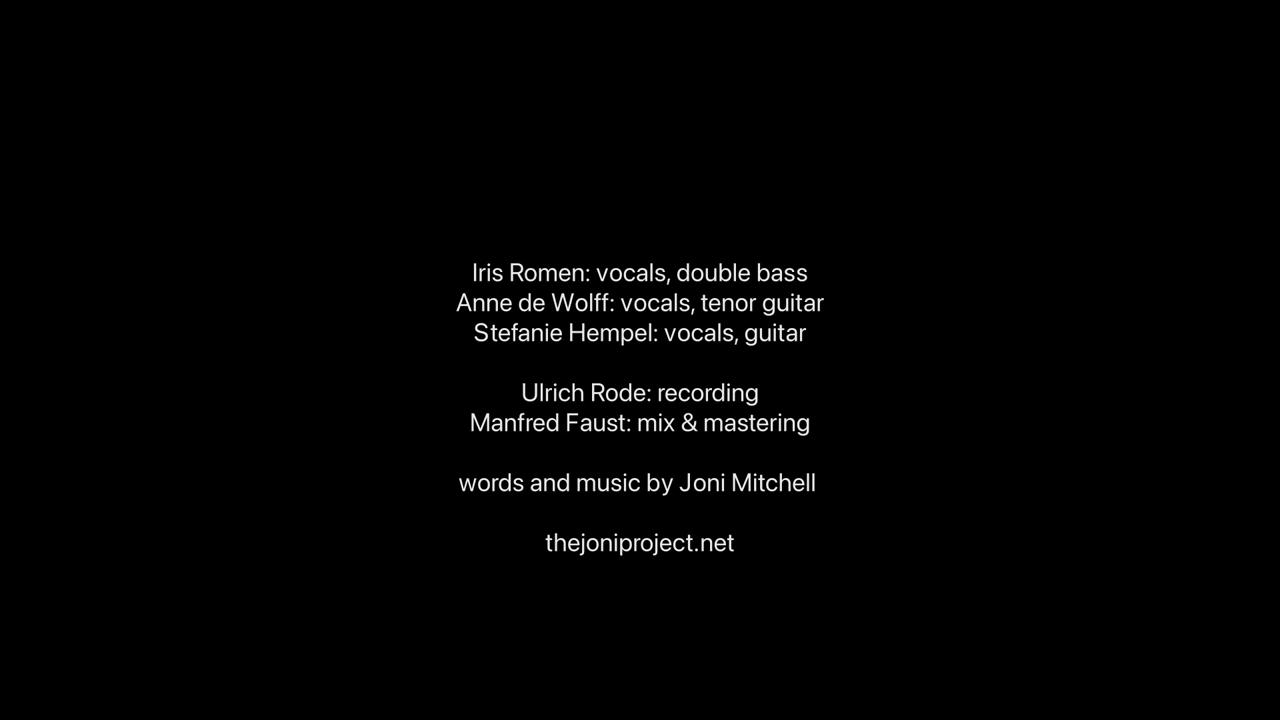 Iris Romen: vocals, double bass
Anne de Wolff: vocals, tenor guitar
Stefanie Hempel: vocals, guitar
Ulrich Rode: recording
Manfred Faust: mix & mastering
words and music by Joni Mitchell
thejoniproject.net